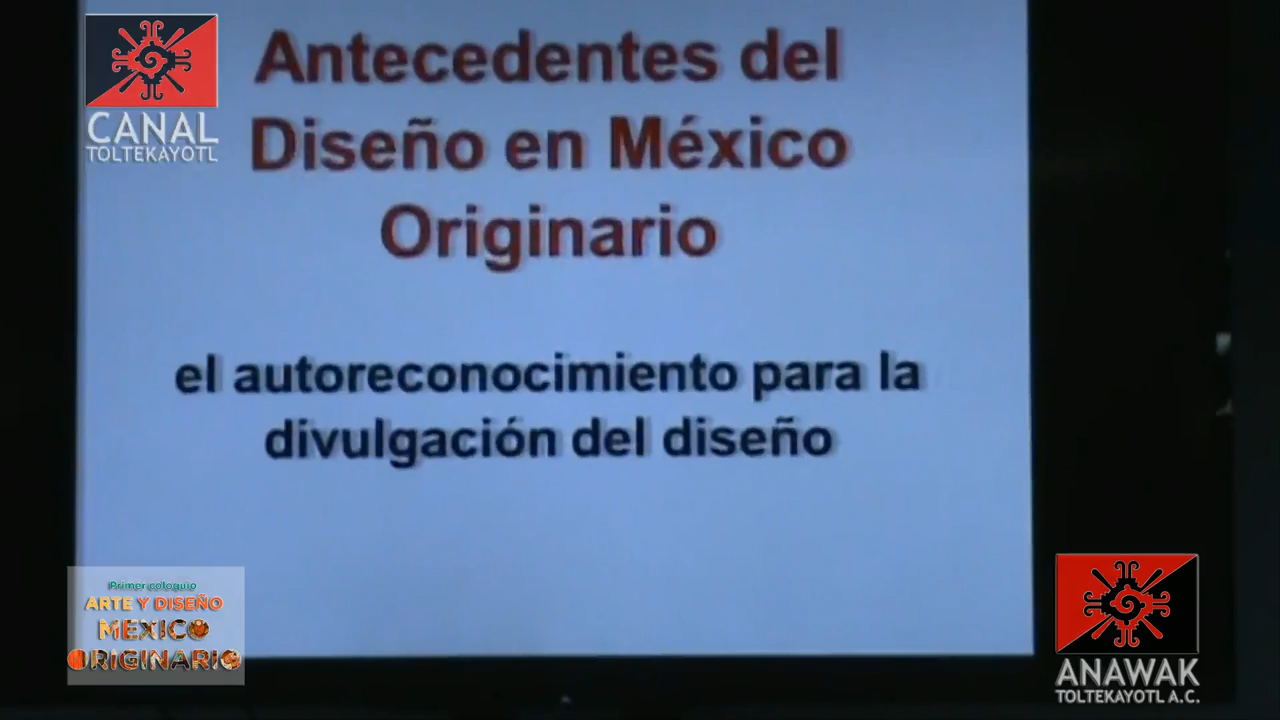 CANAL
TOLTEKAYOTL
Antecedentes del
Diseño en México
Originario
el autoreconocimiento para la
divulgación del diseño
Primer coloquio
ARTE Y DISEÑO
MEXICO
ORIGINARIO
ANAWAK
TOLTEKAYOTL A.C.